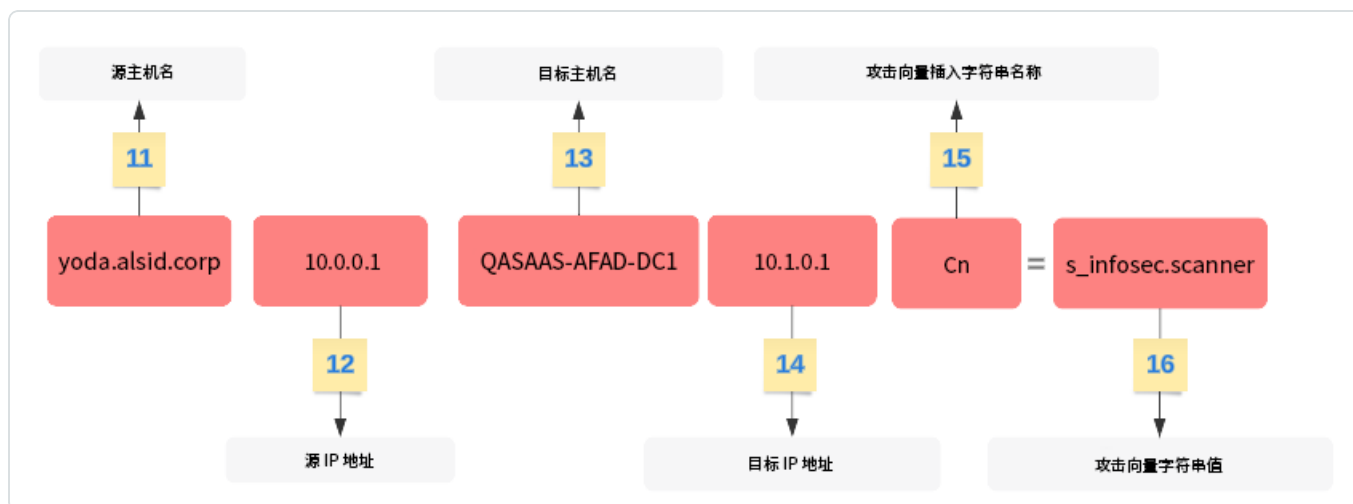 源主机名
目标主机名
攻击向量插入字符串名称
11
13
15
yoda.alsid.corp
10.0.0.1
QASAAS-AFAD-DC1
10.1.0.1
Cn
=
s_infosec.scanner
12
14
16
源 IP 地址
目标 IP 地址
攻击向量字符串值